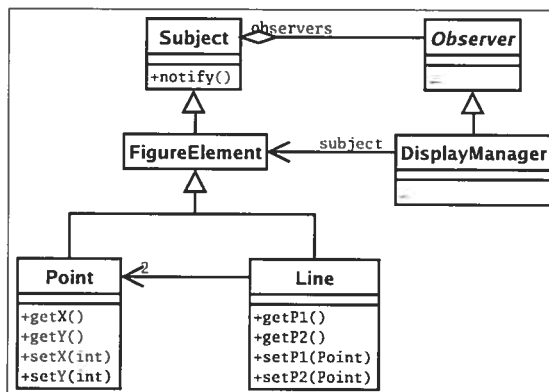 Subject
observers
Observer
+notify()
FigureElement
subject
DisplayManager
Point
2
Line
+getX()
+getY()
+setX(int)
+setY(int)
+getP1()
+getP2()
+setP1(Point)
+setP2(Point)